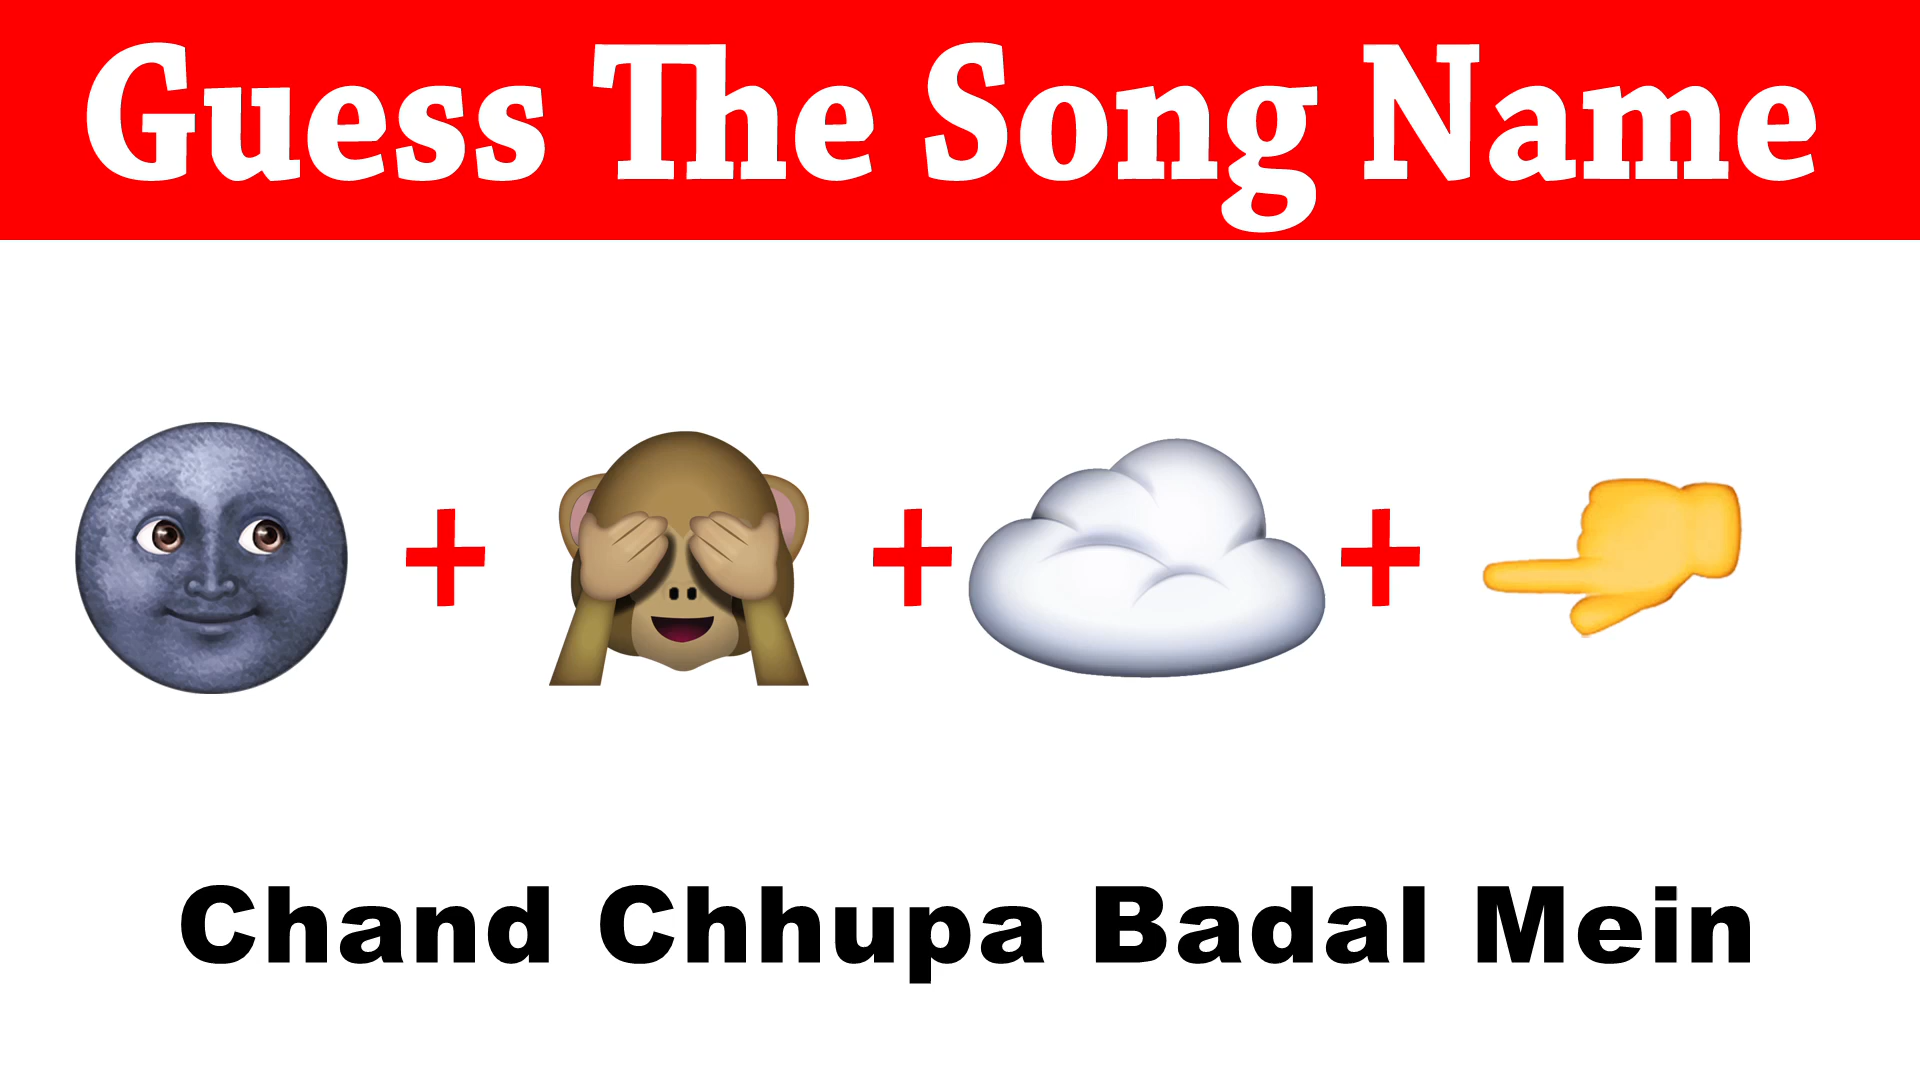 Guess The Song Name
+ + +
Chand Chhupa Badal Mein